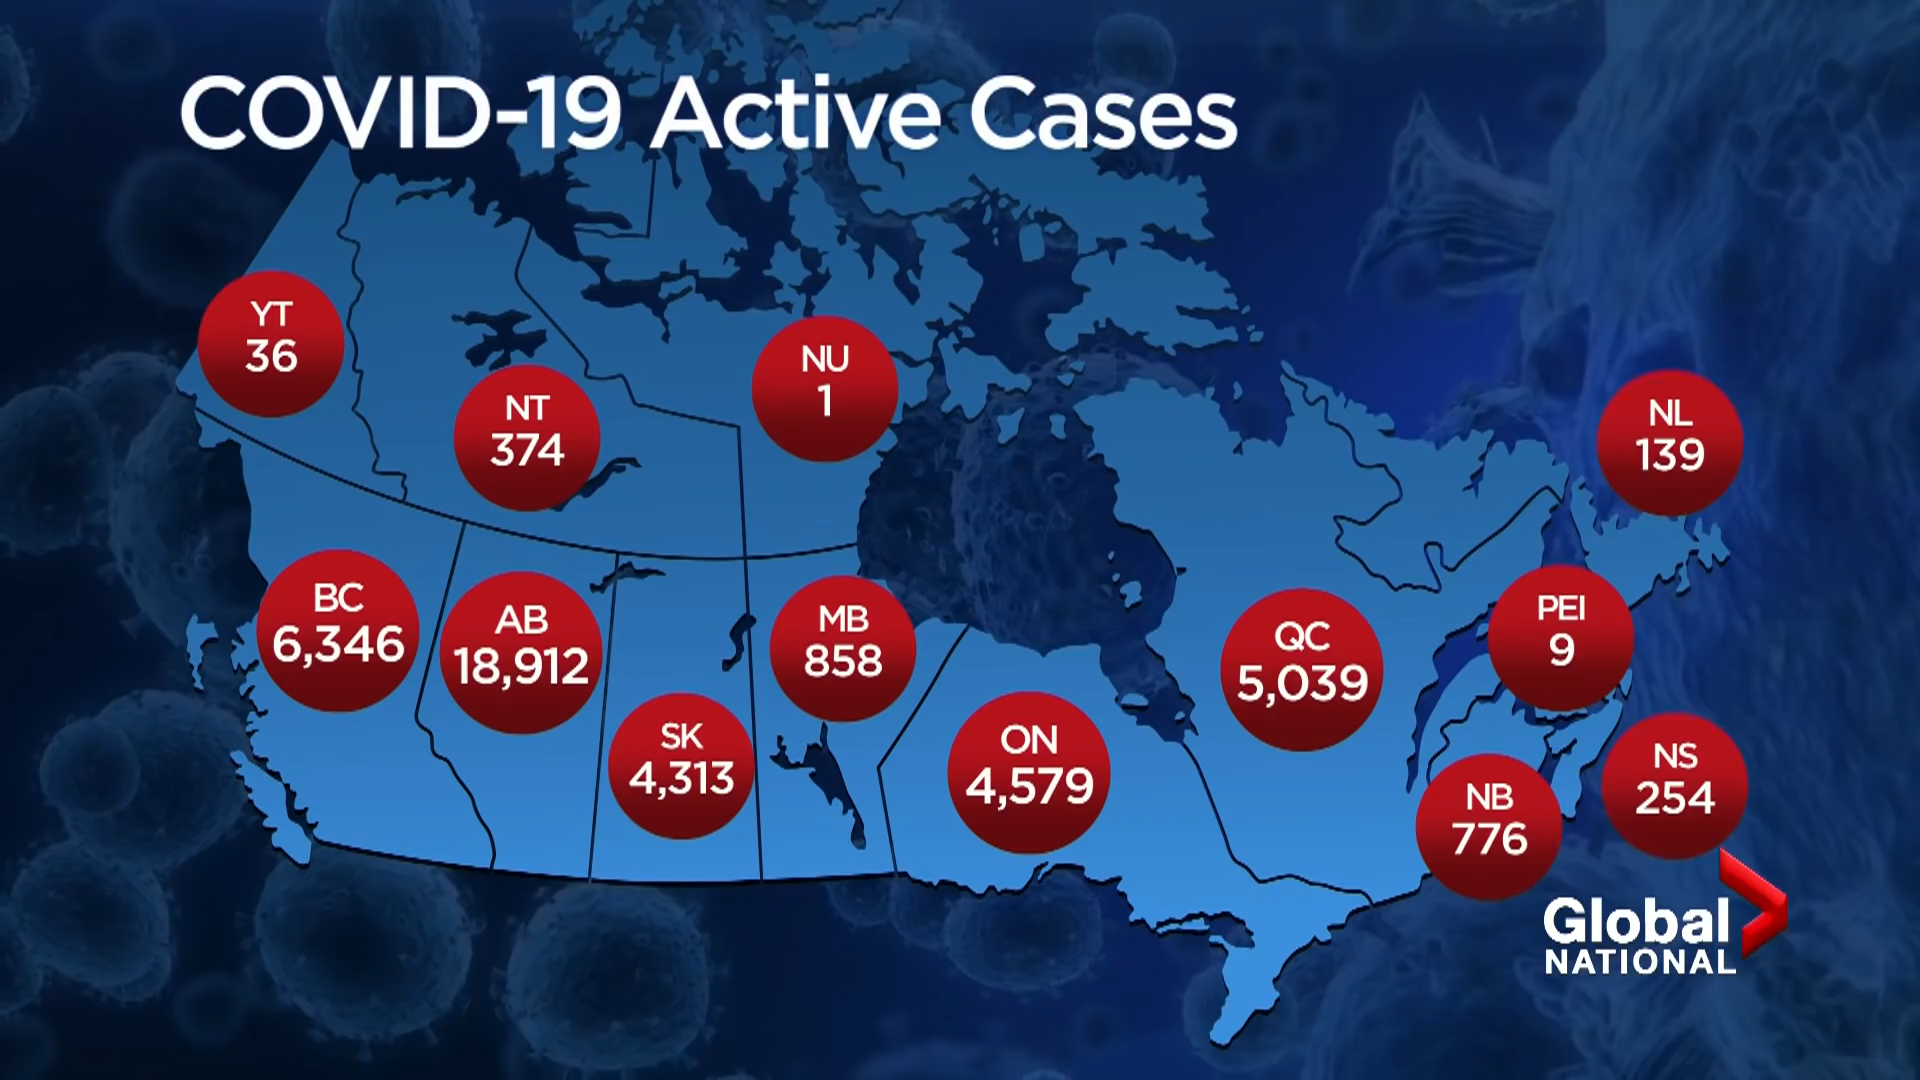 COVID-19 Active Cases
YT
36
NT
374
NU
1
NL
139
BC
6,346
AB
18,912
SK
4,313
MB
858
ON
4,579
QC
5,039
PEI
9
NB
776
NS
254
Global
NATIONAL